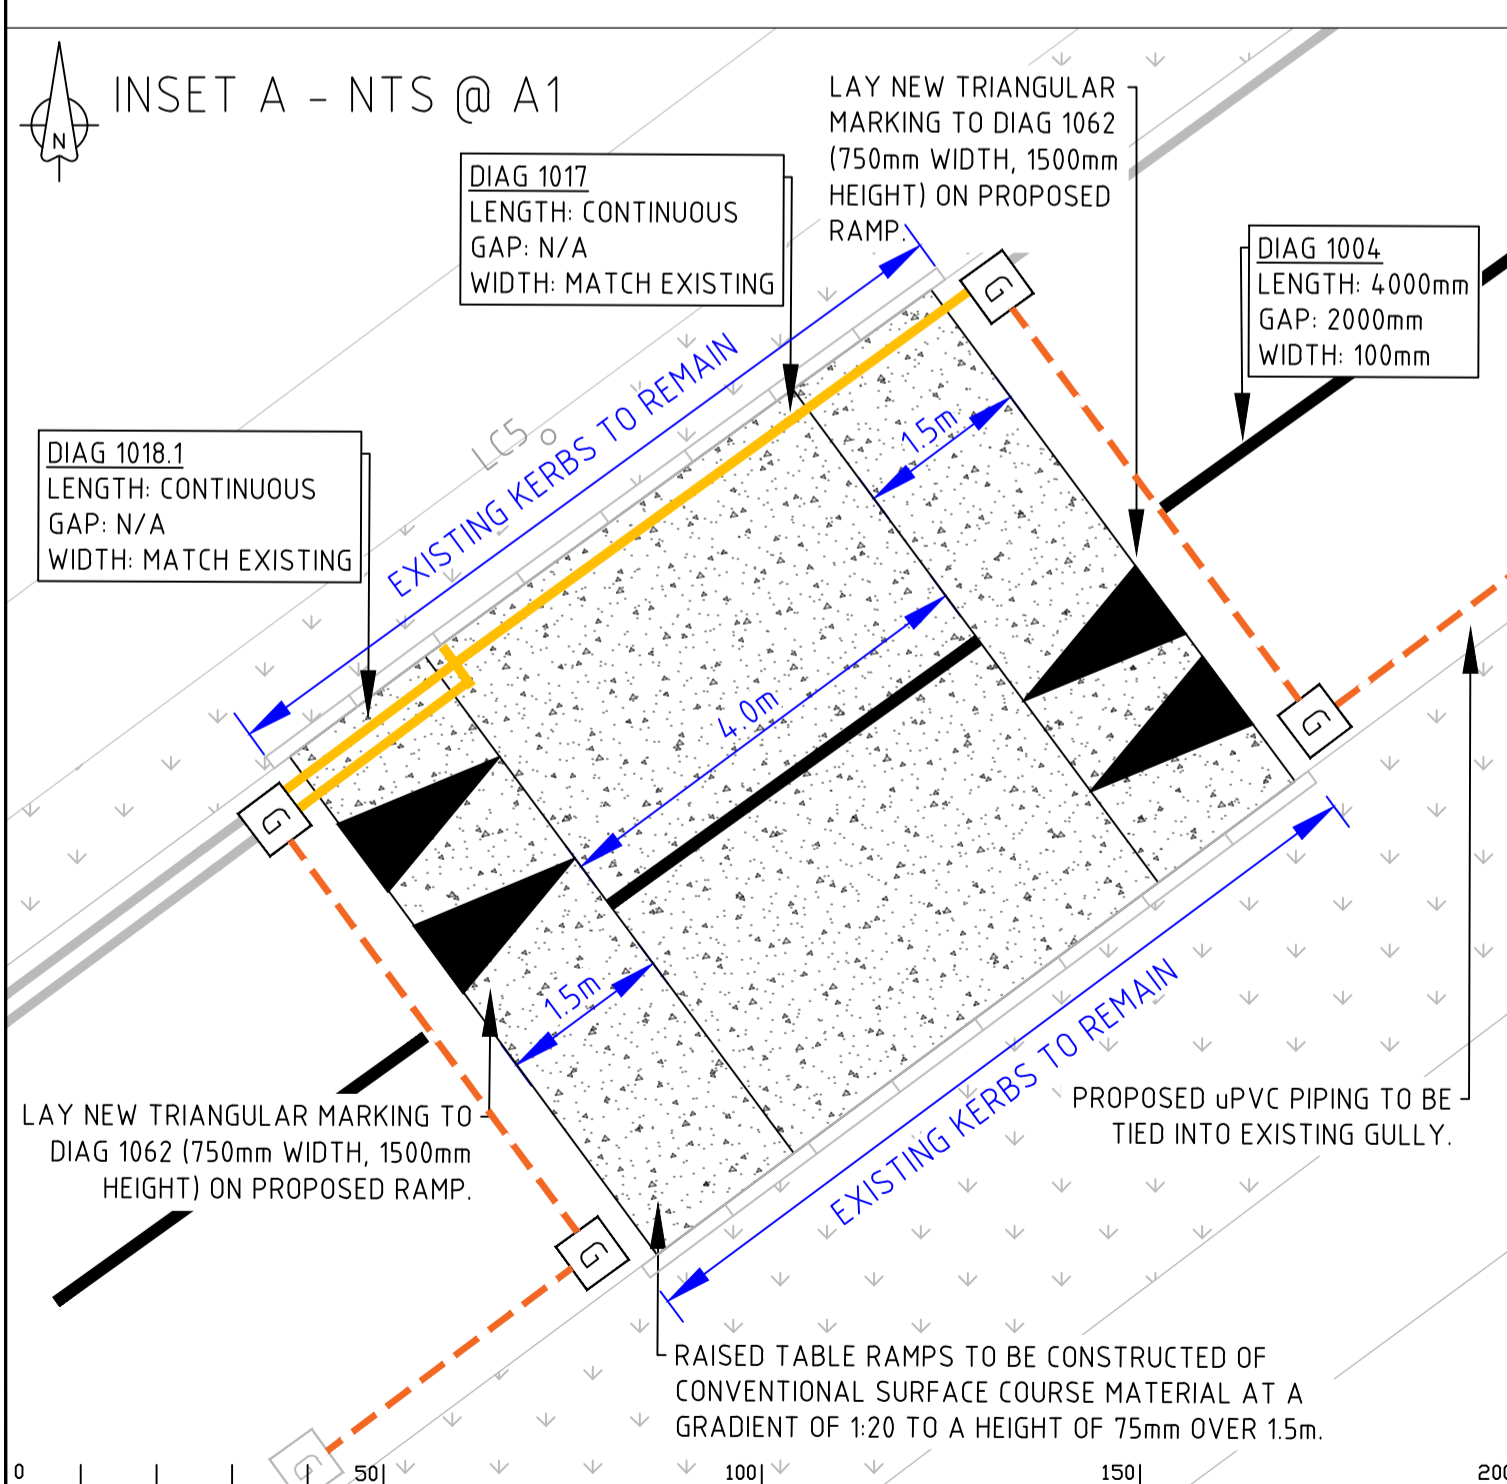 INSET A - NTS @ A1
N
LAY NEW TRIANGULAR
MARKING TO DIAG 1062
(750mm WIDTH, 1500mm
HEIGHT) ON PROPOSED
RAMP.
DIAG 1017
LENGTH: CONTINUOUS
GAP: N/A
WIDTH: MATCH EXISTING
DIAG 1004
LENGTH: 4000mm
GAP: 2000mm
WIDTH: 100mm
G
EXISTING KERBS TO REMAIN
LC5
1.5m
DIAG 1018.1
LENGTH: CONTINUOUS
GAP: N/A
WIDTH: MATCH EXISTING
4.0m
G
G
1.5m
EXISTING KERBS TO REMAIN
LAY NEW TRIANGULAR MARKING TO
DIAG 1062 (750mm WIDTH, 1500mm
HEIGHT) ON PROPOSED RAMP.
PROPOSED uPVC PIPING TO BE
TIED INTO EXISTING GULLY.
G
RAISED TABLE RAMPS TO BE CONSTRUCTED OF
CONVENTIONAL SURFACE COURSE MATERIAL AT A
GRADIENT OF 1:20 TO A HEIGHT OF 75mm OVER 1.5m.
G
0 50 100 150 200